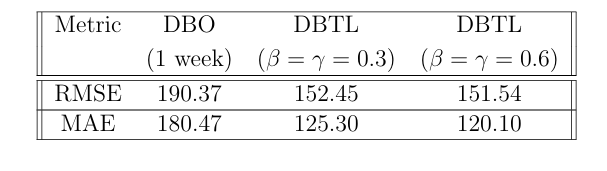 Metric DBO DBTL DBTL
(1 week) (β = γ = 0.3) (β = γ = 0.6)
RMSE 190.37 152.45 151.54
MAE 180.47 125.30 120.10